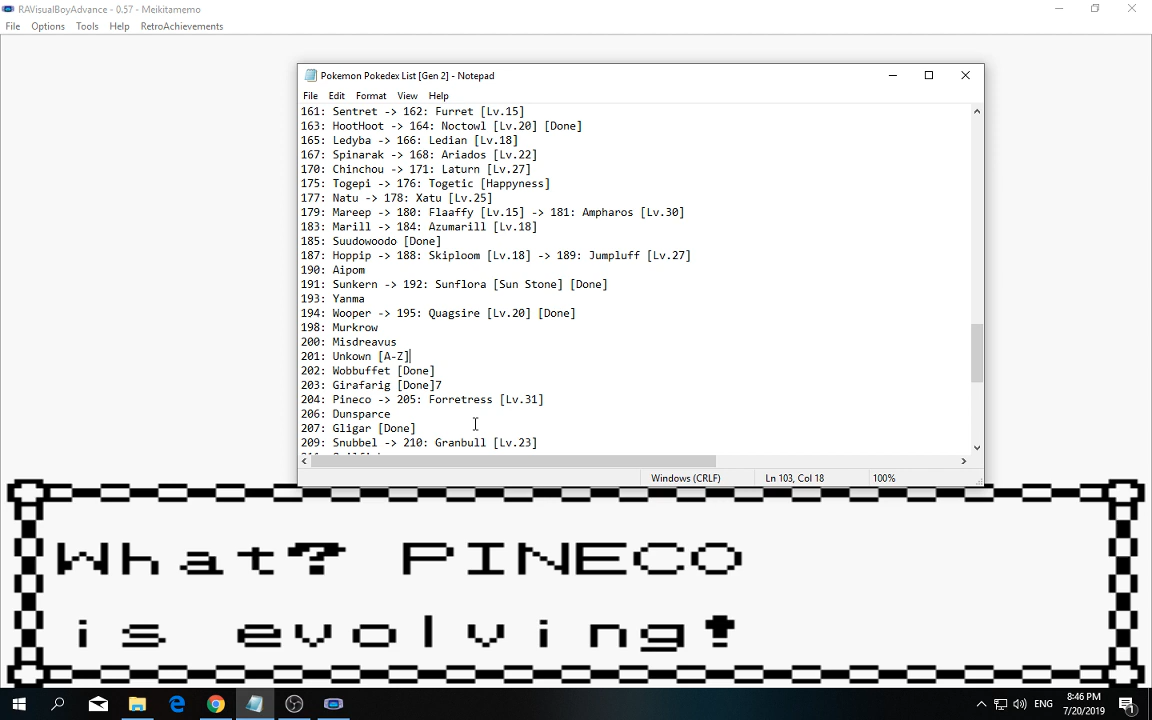 RAVisualBoyAdvance - 0.57 - Meikitamemo
File Options Tools Help RetroAchievements
Pokemon Pokedex List [Gen 2] - Notepad
File Edit Format View Help
161: Sentret -> 162: Furret [Lv.15]
163: HootHoot -> 164: Noctowl [Lv.20] [Done]
165: Ledyba -> 166: Ledian [Lv.18]
167: Spinarak -> 168: Ariados [Lv.22]
170: Chinchou -> 171: Laturn [Lv.27]
175: Togepi -> 176: Togetic [Happyness]
177: Natu -> 178: Xatu [Lv.25]
179: Mareep -> 180: Flaaffy [Lv.15] -> 181: Ampharos [Lv.30]
183: Marill -> 184: Azumarill [Lv.18]
185: Suudowoodo [Done]
187: Hoppip -> 188: Skiploom [Lv.18] -> 189: Jumpluff [Lv.27]
190: Aipom
191: Sunkern -> 192: Sunflora [Sun Stone] [Done]
193: Yanma
194: Wooper -> 195: Quagsire [Lv.20] [Done]
198: Murkrow
200: Misdreavus
201: Unkown [A-Z]
202: Wobbuffet [Done]
203: Girafarig [Done]7
204: Pineco -> 205: Forretress [Lv.31]
206: Dunsparce
207: Gligar [Done]
209: Snubbel -> 210: Granbull [Lv.23]
Windows (CRLF) Ln 103, Col 18 100%
What? PINECO
is evolving!
ENG
8:46 PM
7/20/2019
1